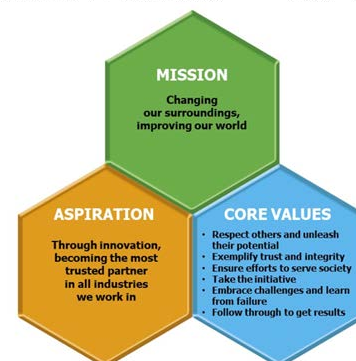 MISSION
Changing
our surroundings,
improving our world
ASPIRATION
Through innovation,
becoming the most
trusted partner
in all industries
we work in
CORE VALUES
• Respect others and unleash
their potential
• Exemplify trust and integrity
• Ensure efforts to serve society
• Take the initiative
• Embrace challenges and learn
from failure
• Follow through to get results